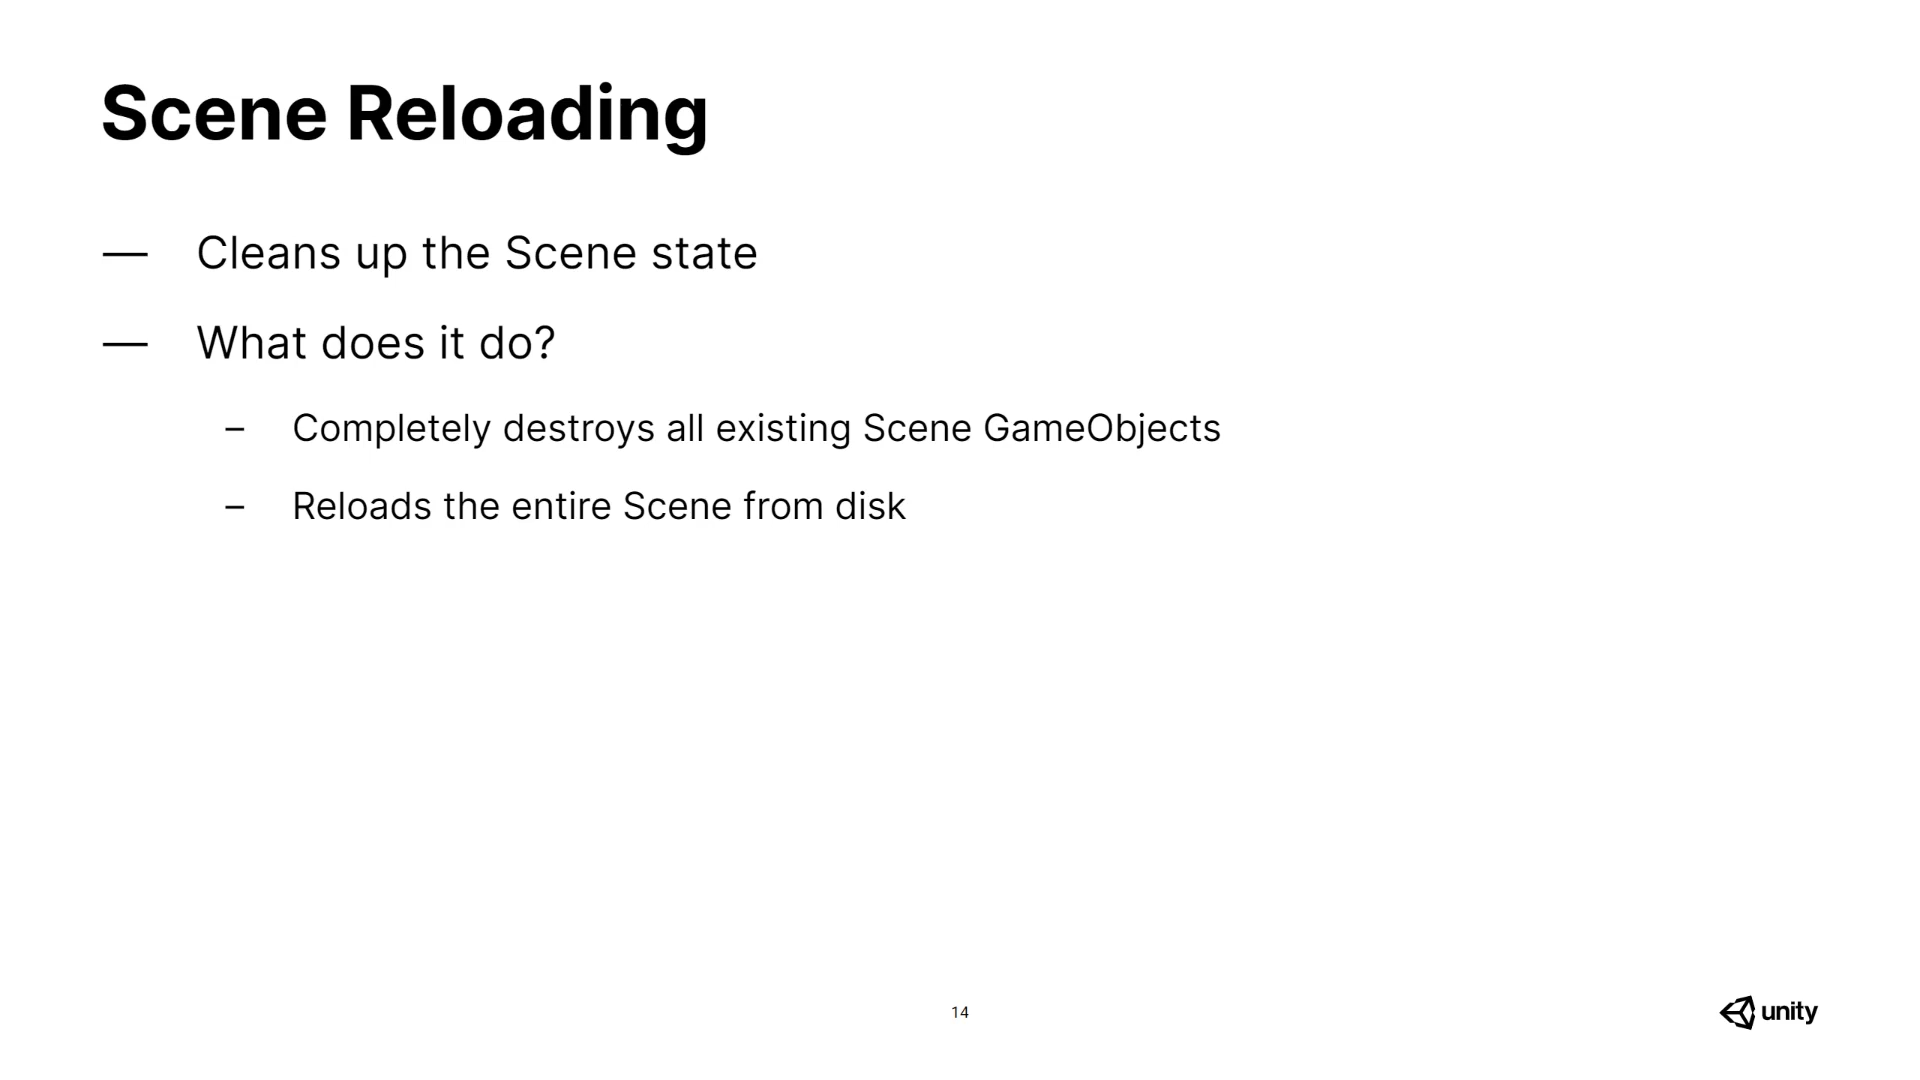 Scene Reloading
— Cleans up the Scene state
— What does it do?
– Completely destroys all existing Scene GameObjects
– Reloads the entire Scene from disk
14
unity